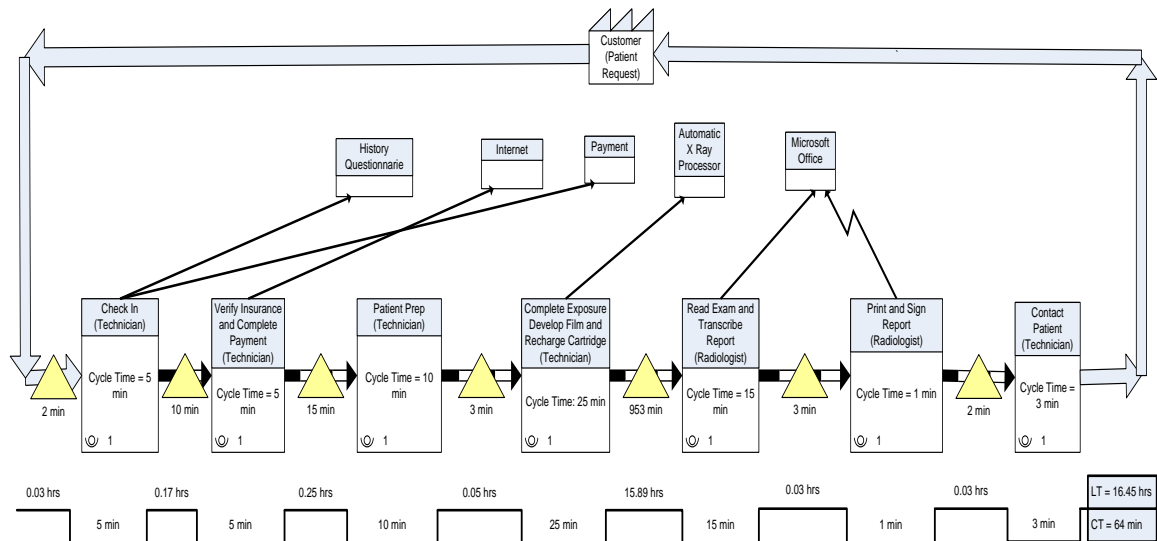 Customer
(Patient
Request)
History
Questionnarie
Internet
Payment
Automatic
X Ray
Processor
Microsoft
Office
Check In
(Technician)
Cycle Time = 5
min
1
Verify Insurance
and Complete
Payment
(Technician)
Cycle Time = 5
min
1
Patient Prep
(Technician)
Cycle Time = 10
min
1
Complete Exposure
Develop Film and
Recharge Cartridge
(Technician)
Cycle Time: 25 min
1
Read Exam and
Transcribe
Report
(Radiologist)
Cycle Time = 15
min
1
Print and Sign
Report
(Radiologist)
Cycle Time = 1 min
1
Contact
Patient
(Technician)
Cycle Time =
3 min
1
2 min
10 min
15 min
3 min
953 min
3 min
2 min
0.03 hrs
0.17 hrs
0.25 hrs
0.05 hrs
15.89 hrs
0.03 hrs
0.03 hrs
LT = 16.45 hrs
5 min
5 min
10 min
25 min
15 min
1 min
3 min
CT = 64 min